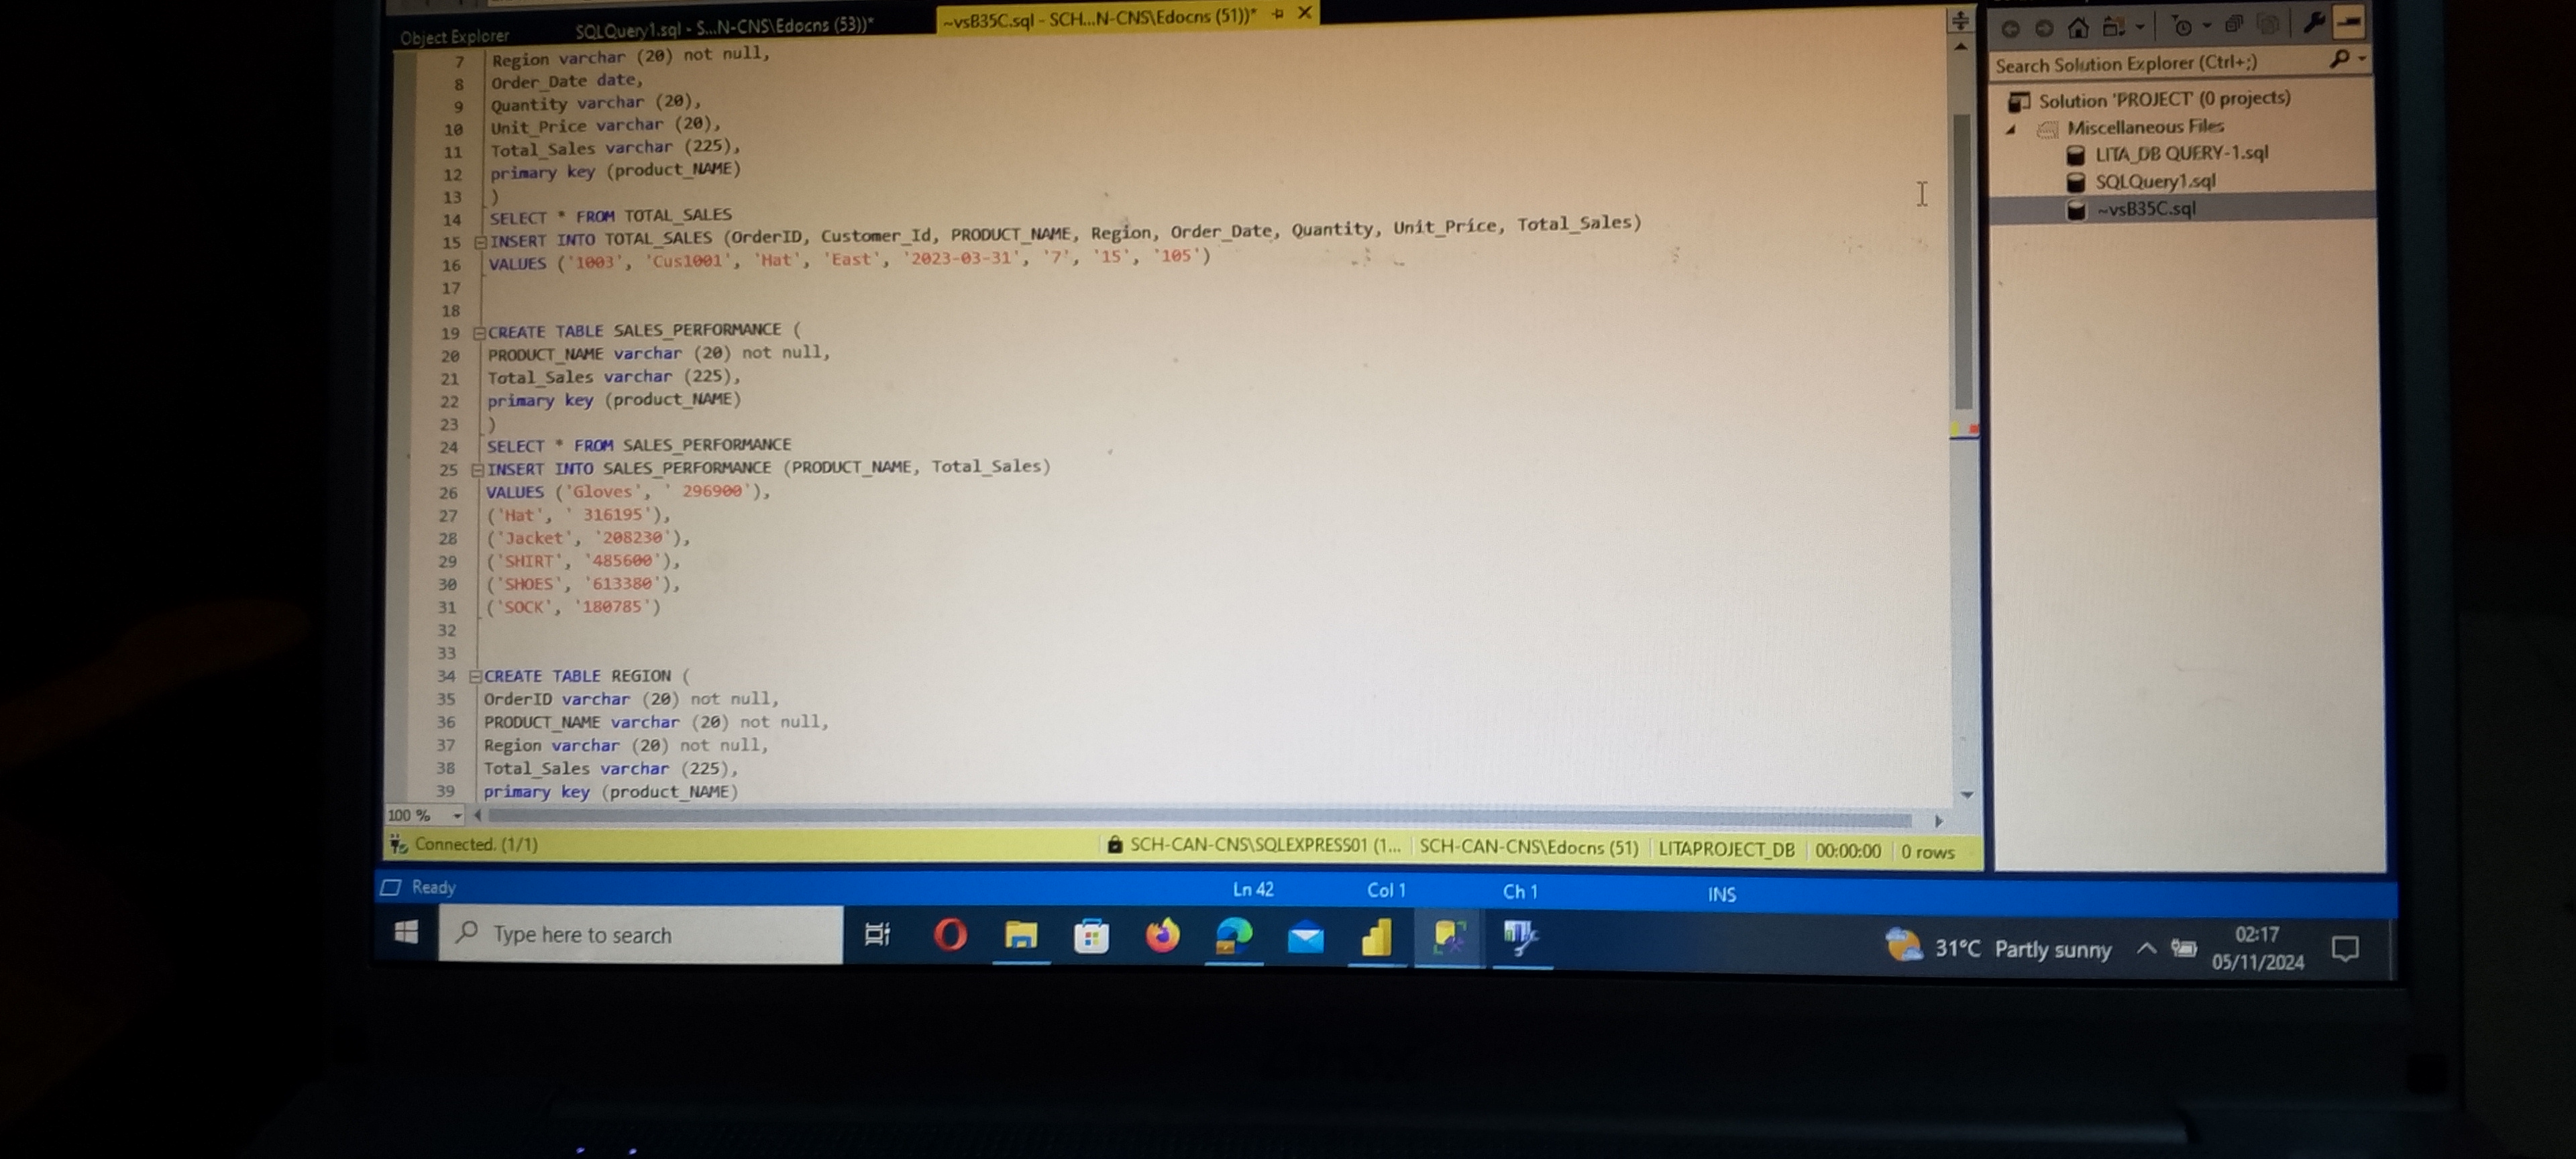 Object Explorer
SQLQuery1.sql - S...N-CNS\Edocns (53))*
~vsB35C.sql - SCH...N-CNS\Edocns (51))*
7 Region varchar (20) not null,
8 Order_Date date,
9 Quantity varchar (20),
10 Unit_Price varchar (20),
11 Total_Sales varchar (225),
12 primary key (product_NAME)
13 )
14 SELECT * FROM TOTAL_SALES
15 INSERT INTO TOTAL_SALES (OrderID, Customer_Id, PRODUCT_NAME, Region, Order_Date, Quantity, Unit_Price, Total_Sales)
16 VALUES ('1003', 'Cus1001', 'Hat', 'East', '2023-03-31', '7', '15', '105')
17
18
19 CREATE TABLE SALES_PERFORMANCE (
20 PRODUCT_NAME varchar (20) not null,
21 Total_Sales varchar (225),
22 primary key (product_NAME)
23 )
24 SELECT * FROM SALES_PERFORMANCE
25 INSERT INTO SALES_PERFORMANCE (PRODUCT_NAME, Total_Sales)
26 VALUES ('Gloves', ' 296900'),
27 ('Hat', ' 316195'),
28 ('Jacket', '208230'),
29 ('SHIRT', '485600'),
30 ('SHOES', '613380'),
31 ('SOCK', '180785')
32
33
34 CREATE TABLE REGION (
35 OrderID varchar (20) not null,
36 PRODUCT_NAME varchar (20) not null,
37 Region varchar (20) not null,
38 Total_Sales varchar (225),
39 primary key (product_NAME)
100 %
Connected. (1/1)
SCH-CAN-CNS\SQLEXPRESS01 (1...
SCH-CAN-CNS\Edocns (51)
LITAPROJECT_DB
00:00:00
0 rows
Search Solution Explorer (Ctrl+;)
Solution 'PROJECT' (0 projects)
Miscellaneous Files
LITA_DB QUERY-1.sql
SQLQuery1.sql
~vsB35C.sql
Ready
Ln 42
Col 1
Ch 1
INS
Type here to search
31°C Partly sunny
02:17
05/11/2024